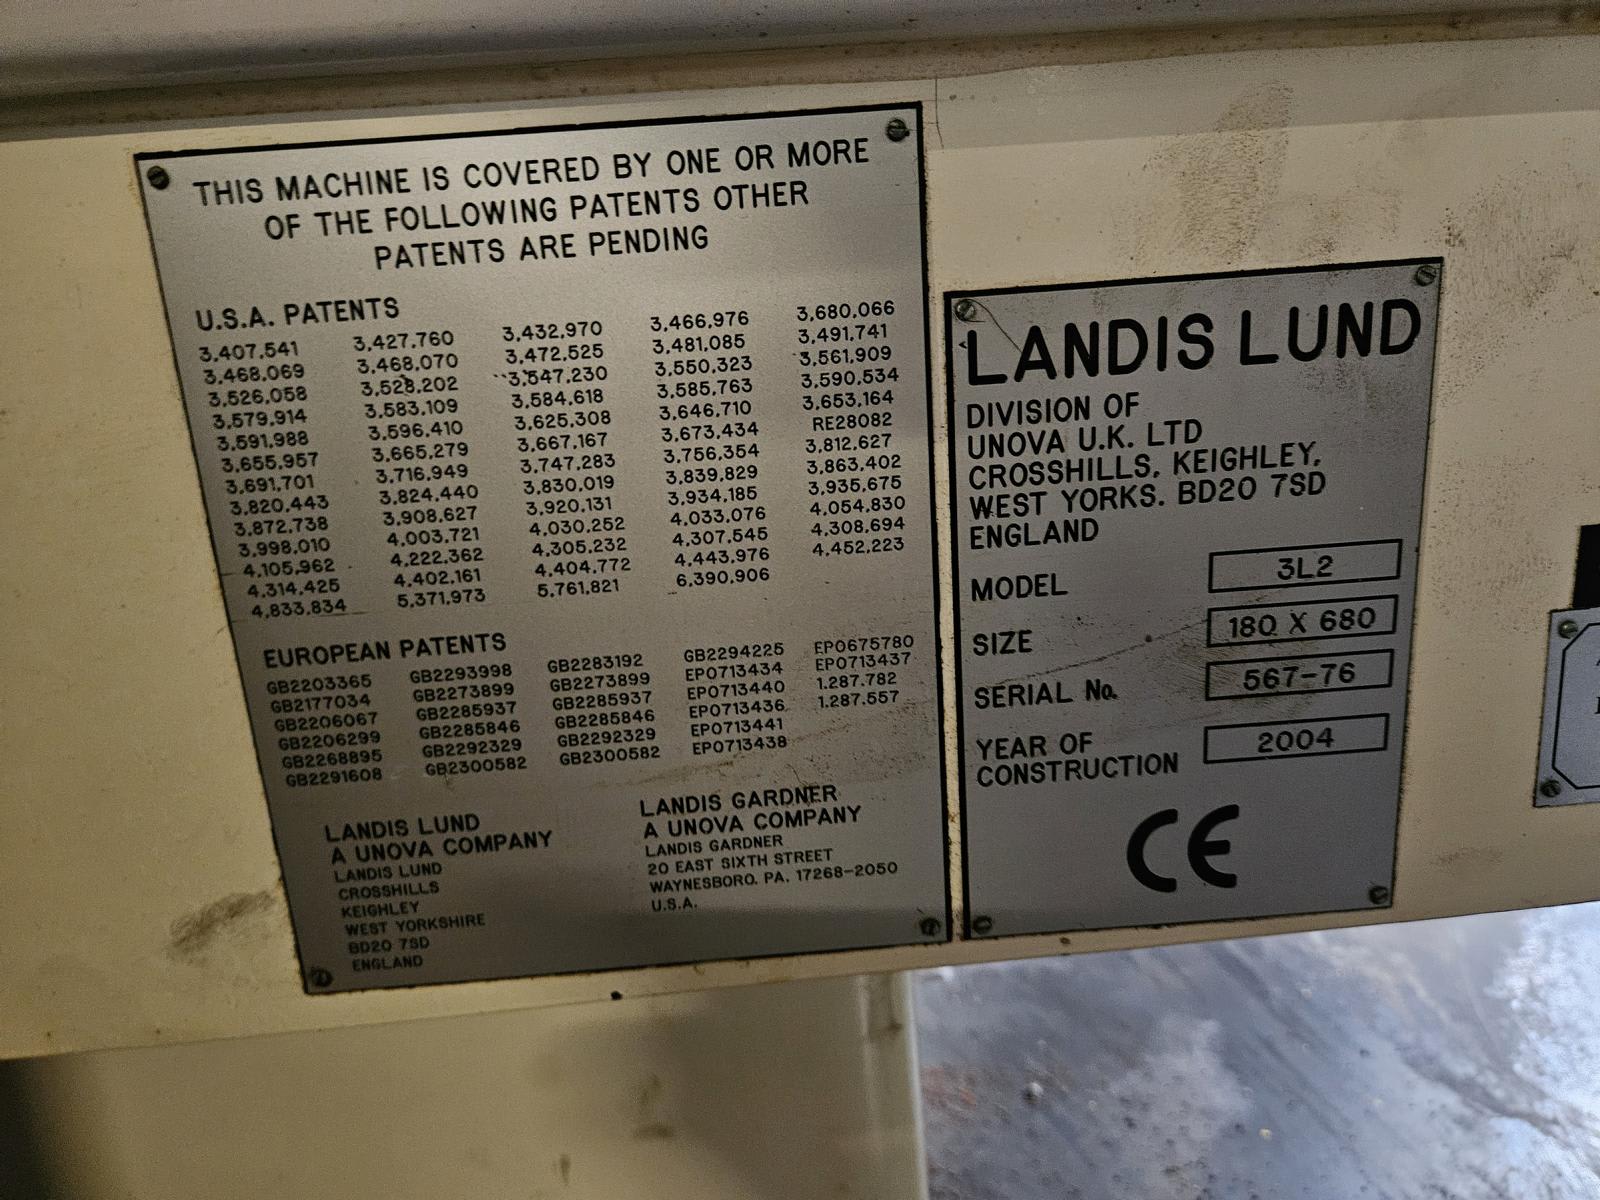 THIS MACHINE IS COVERED BY ONE OR MORE
OF THE FOLLOWING PATENTS OTHER
PATENTS ARE PENDING
U.S.A. PATENTS
3,407,541 3,427,760 3,432,970 3,466,976 3,680,066
3,468,069 3,468,070 3,472,525 3,481,085 3,491,741
3,526,058 3,528,202 3,547,230 3,550,323 3,561,909
3,579,914 3,583,109 3,584,618 3,585,763 3,590,534
3,591,988 3,596,410 3,625,308 3,646,710 3,653,164
3,655,957 3,665,279 3,667,167 3,673,434 RE28082
3,691,701 3,716,949 3,747,283 3,756,354 3,812,627
3,820,443 3,824,440 3,830,019 3,839,829 3,863,402
3,872,738 3,908,627 3,920,131 3,934,185 3,935,675
3,998,010 4,003,721 4,030,252 4,033,076 4,054,830
4,105,962 4,222,362 4,305,232 4,307,545 4,308,694
4,314,425 4,402,161 4,404,772 4,443,976 4,452,223
4,833,834 5,371,973 5,761,821 6,390,906
EUROPEAN PATENTS
GB2203365 GB2293998 GB2283192 GB2294225 EP0675780
GB2177034 GB2273899 GB2273899 EP0713434 EP0713437
GB2206067 GB2285937 GB2285937 EP0713440 1.287.782
GB2206299 GB2285846 GB2285846 EP0713436 1.287.557
GB2268895 GB2292329 GB2292329 EP0713441
GB2291608 GB2300582 GB2300582 EP0713438
LANDIS LUND
A UNOVA COMPANY
LANDIS LUND
CROSSHILLS
KEIGHLEY
WEST YORKSHIRE
BD20 7SD
ENGLAND
LANDIS GARDNER
A UNOVA COMPANY
LANDIS GARDNER
20 EAST SIXTH STREET
WAYNESBORO. PA. 17268-2050
U.S.A.
LANDIS LUND
DIVISION OF
UNOVA U.K. LTD
CROSSHILLS, KEIGHLEY,
WEST YORKS. BD20 7SD
ENGLAND
MODEL 3L2
SIZE 180 X 680
SERIAL No. 567-76
YEAR OF
CONSTRUCTION 2004
CE